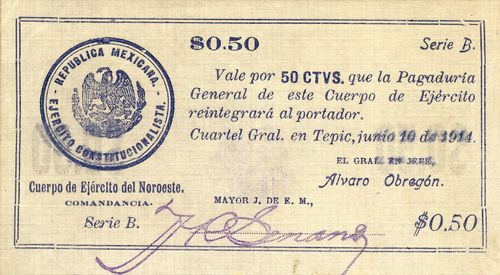 $0.50
Serie B.
REPUBLICA MEXICANA.
EJERCITO CONSTITUCIONALISTA.
Vale por 50 CTVS. que la Pagaduría
General de este Cuerpo de Ejército
reintegrará al portador.
Cuartel Gral. en Tepic, junio 10 de 1914.
EL GRAL. EN JEFE,
Alvaro Obregón.
Cuerpo de Ejército del Noroeste.
COMANDANCIA.
MAYOR J. DE E. M.,
Serie B.
$0.50